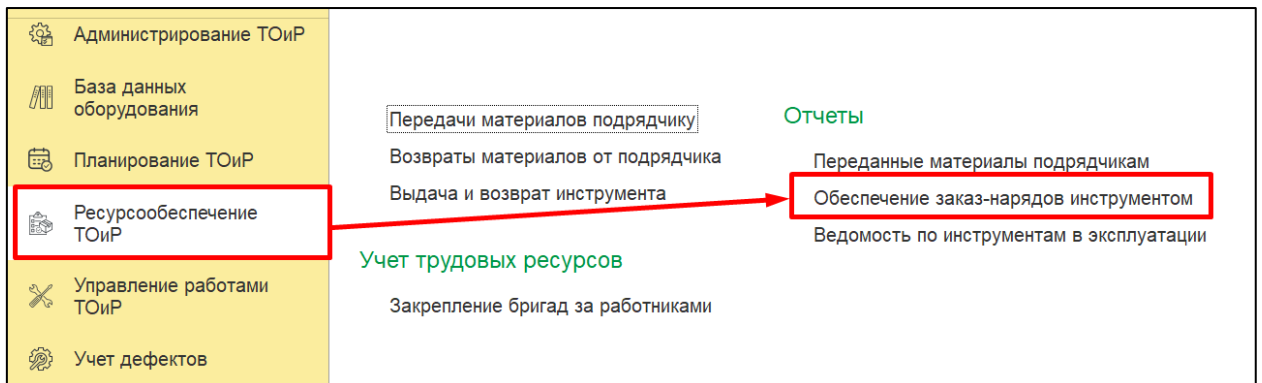 Администрирование ТОиР
База данных
оборудования
Планирование ТОиР
Ресурсообеспечение
ТОиР
Управление работами
ТОиР
Учет дефектов
Передачи материалов подрядчику
Возвраты материалов от подрядчика
Выдача и возврат инструмента
Учет трудовых ресурсов
Закрепление бригад за работниками
Отчеты
Переданные материалы подрядчикам
Обеспечение заказ-нарядов инструментом
Ведомость по инструментам в эксплуатации